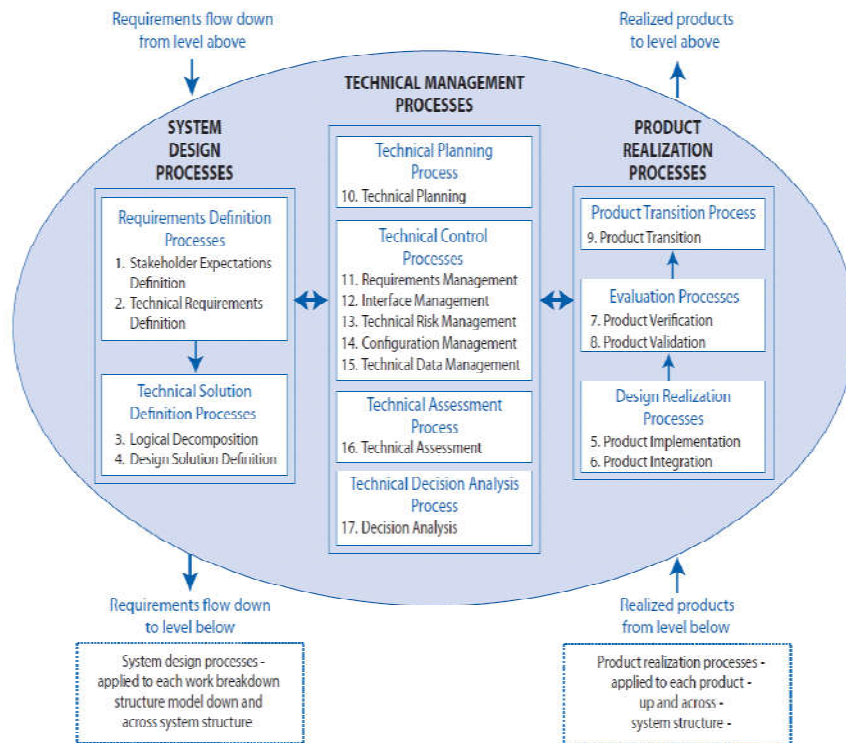 Requirements flow down
from level above
Realized products
to level above
TECHNICAL MANAGEMENT
PROCESSES
SYSTEM
DESIGN
PROCESSES
Requirements Definition
Processes
1. Stakeholder Expectations
Definition
2. Technical Requirements
Definition
Technical Solution
Definition Processes
3. Logical Decomposition
4. Design Solution Definition
Technical Planning
Process
10. Technical Planning
Technical Control
Processes
11. Requirements Management
12. Interface Management
13. Technical Risk Management
14. Configuration Management
15. Technical Data Management
Technical Assessment
Process
16. Technical Assessment
Technical Decision Analysis
Process
17. Decision Analysis
PRODUCT
REALIZATION
PROCESSES
Product Transition Process
9. Product Transition
Evaluation Processes
7. Product Verification
8. Product Validation
Design Realization
Processes
5. Product Implementation
6. Product Integration
Requirements flow down
to level below
System design processes -
applied to each work breakdown
structure model down and
across system structure
Realized products
from level below
Product realization processes -
applied to each product -
up and across -
system structure -